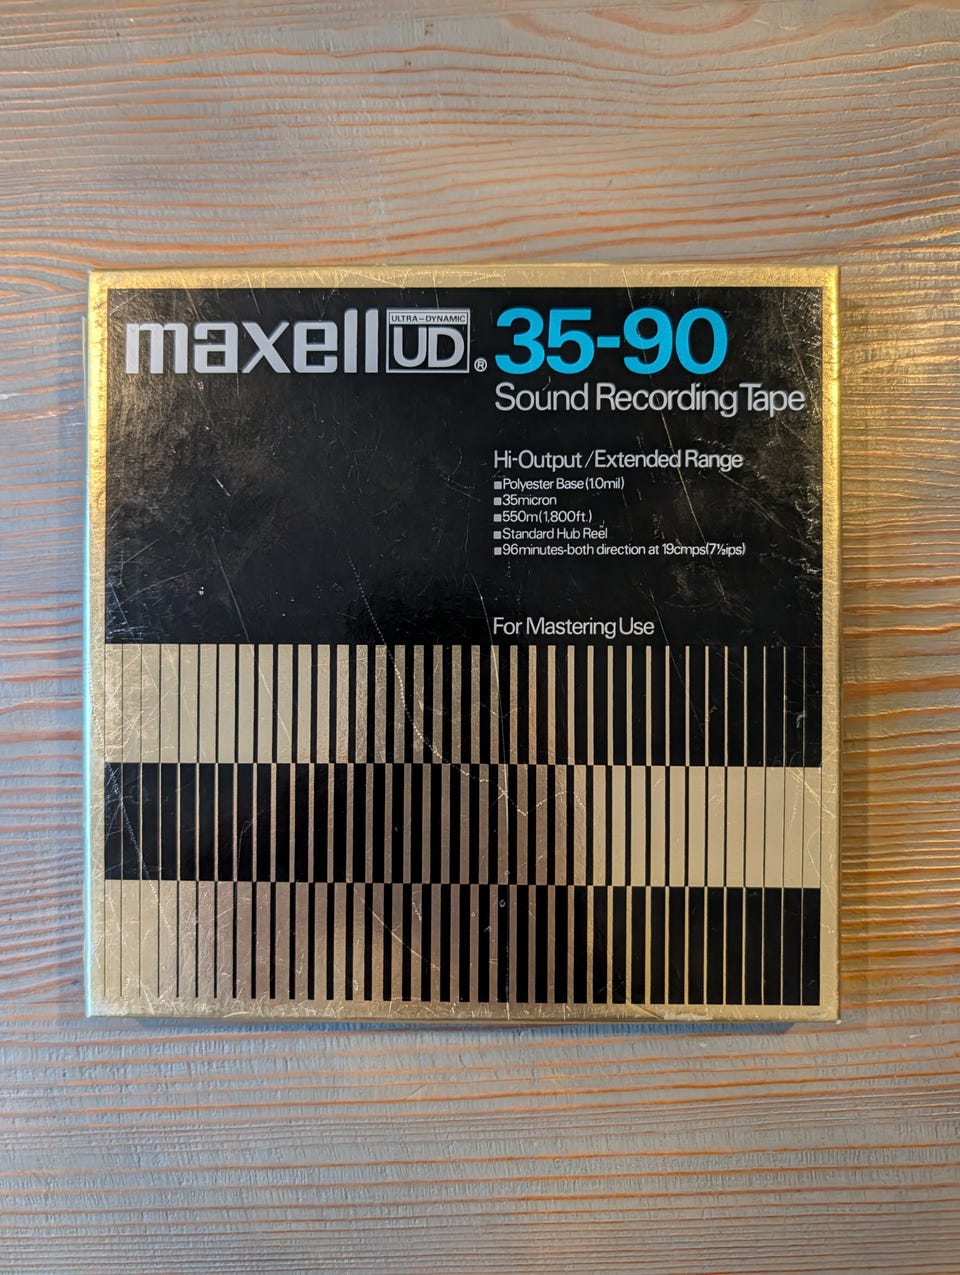 maxell ULTRA-DYNAMIC UD® 35-90
Sound Recording Tape
Hi-Output/Extended Range
■Polyester Base(1.0mil)
■35micron
■550m(1,800ft.)
■Standard Hub Reel
■96minutes-both direction at 19cmps(7½ips)
For Mastering Use